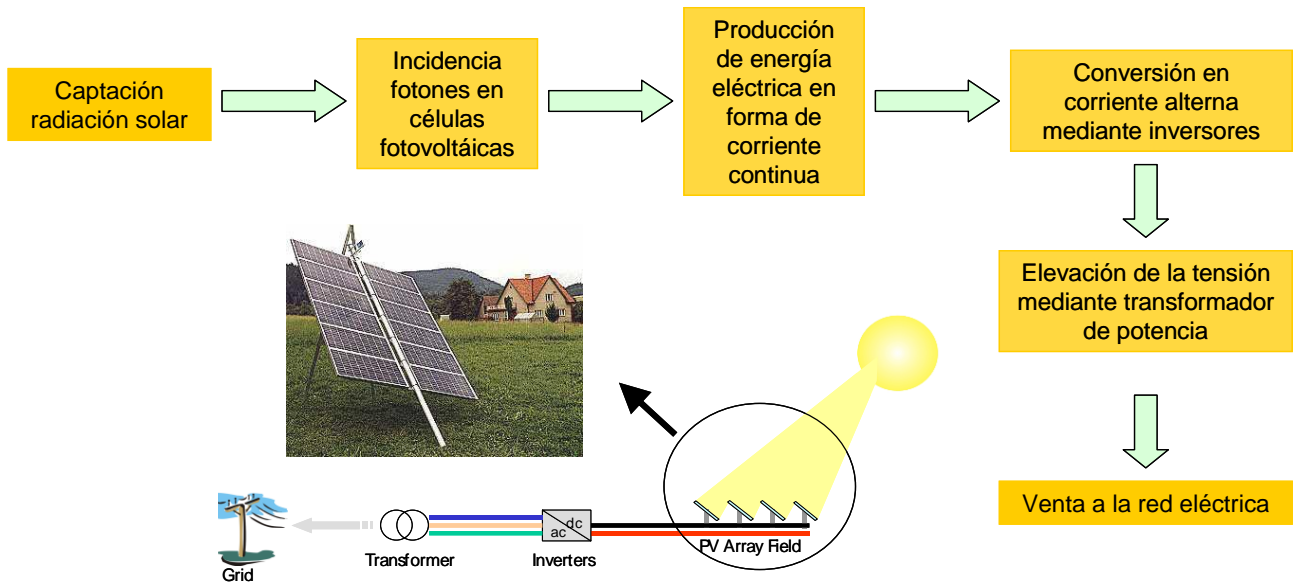 Captación
radiación solar
Incidencia
fotones en
células
fotovoltáicas
Producción
de energía
eléctrica en
forma de
corriente
continua
Conversión en
corriente alterna
mediante inversores
Elevación de la tensión
mediante transformador
de potencia
Venta a la red eléctrica
Grid
Transformer
dc
ac
Inverters
PV Array Field